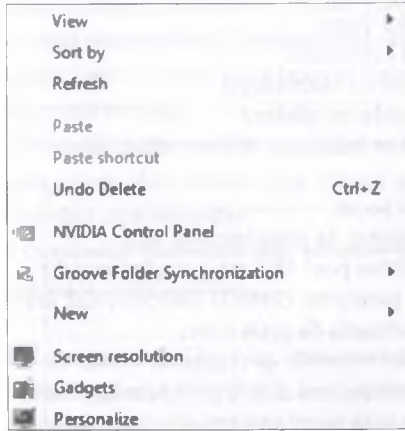 View
Sort by
Refresh
Paste
Paste shortcut
Undo Delete Ctrl+Z
NVIDIA Control Panel
Groove Folder Synchronization
New
Screen resolution
Gadgets
Personalize